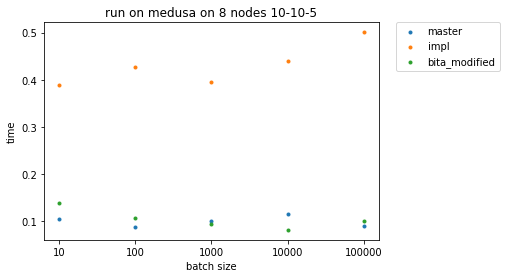 run on medusa on 8 nodes 10-10-5
0.5
0.4
0.3
0.2
0.1
time
10 100 1000 10000 100000
batch size
master
impl
bita_modified